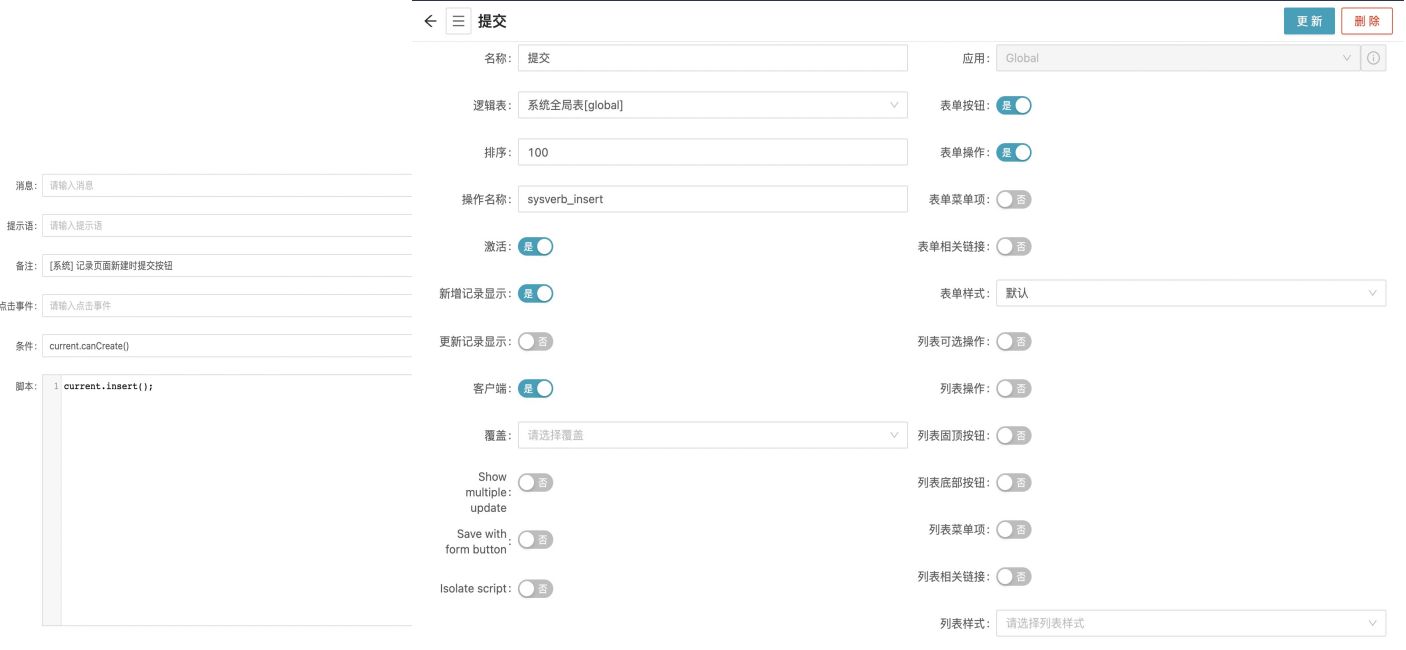 提交
更 新
删 除
名称：
提交
应用：
Global
逻辑表：
系统全局表[global]
表单按钮：
是
排序：
100
表单操作：
是
操作名称：
sysverb_insert
表单菜单项：
否
激活：
是
表单相关链接：
否
新增记录显示：
是
表单样式：
默认
更新记录显示：
否
列表可选操作：
否
客户端：
是
列表操作：
否
覆盖：
请选择覆盖
列表固顶按钮：
否
Show
multiple：
update
否
列表底部按钮：
否
Save with
form button：
否
列表菜单项：
否
Isolate script：
否
列表相关链接：
否
列表样式：
请选择列表样式
消息：
请输入消息
提示语：
请输入提示语
备注：
[系统] 记录页面新建时提交按钮
点击事件：
请输入点击事件
条件：
current.canCreate()
脚本：
1 current.insert();